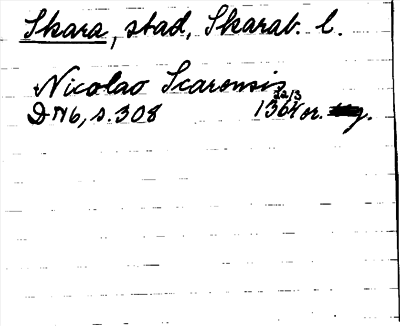 Skara, stad, Skarab. l.
Nicolao Scarensis
22/3
DN6, s. 308 1364 or.